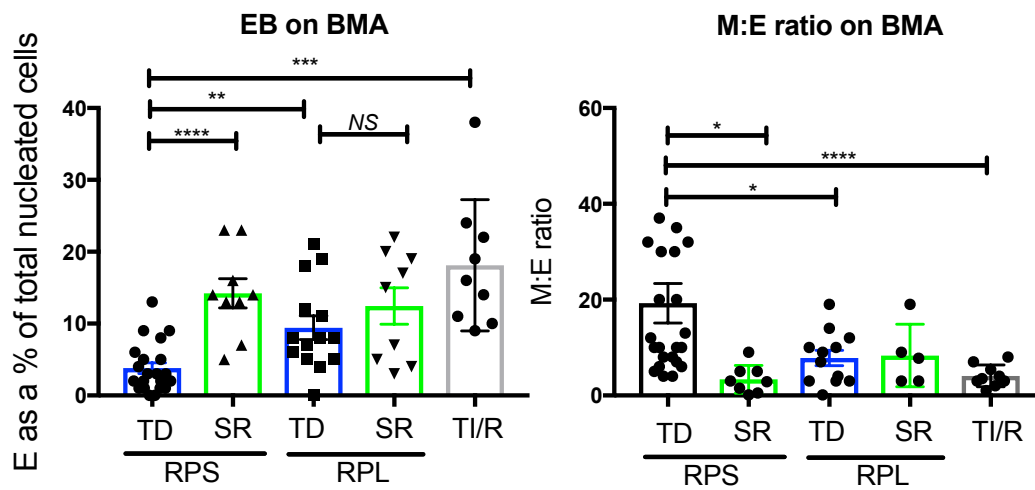 EB on BMA
E as a % of total nucleated cells
***
**
****
NS
40
30
20
10
0
TD SR TD SR TI/R
RPS RPL
M:E ratio on BMA
M:E ratio
*
****
*
60
40
20
0
TD SR TD SR TI/R
RPS RPL